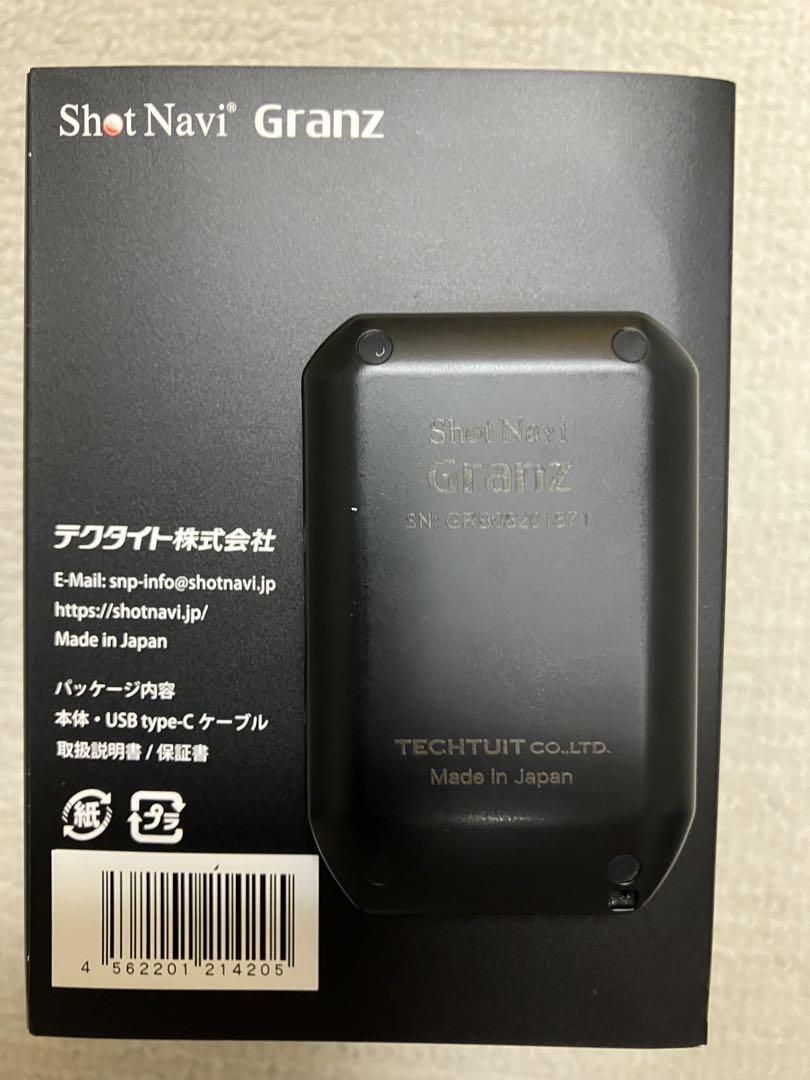 Shot Navi® Granz
Shot Navi
Granz
SN: GRB08201871
テクタイト株式会社
E-Mail: snp-info@shotnavi.jp
https://shotnavi.jp/
Made in Japan
パッケージ内容
本体・USB type-C ケーブル
取扱説明書 / 保証書
TECHTUIT CO.,LTD.
Made in Japan
紙
プラ
4 562201 214205